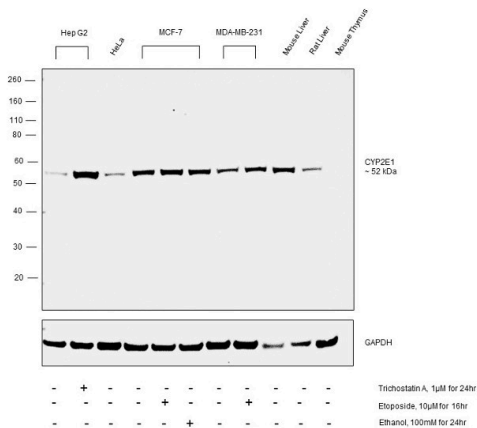 Hep G2
HeLa
MCF-7
MDA-MB-231
Mouse Liver
Rat Liver
Mouse Thymus
260
160
110
80
60
50
40
30
20
CYP2E1
~ 52 kDa
GAPDH
- + - - - - - - - - - Trichostatin A, 1µM for 24hr
- - - - + - - + - - - Etoposide, 10µM for 16hr
- - - - - + - - - - - Ethanol, 100mM for 24hr